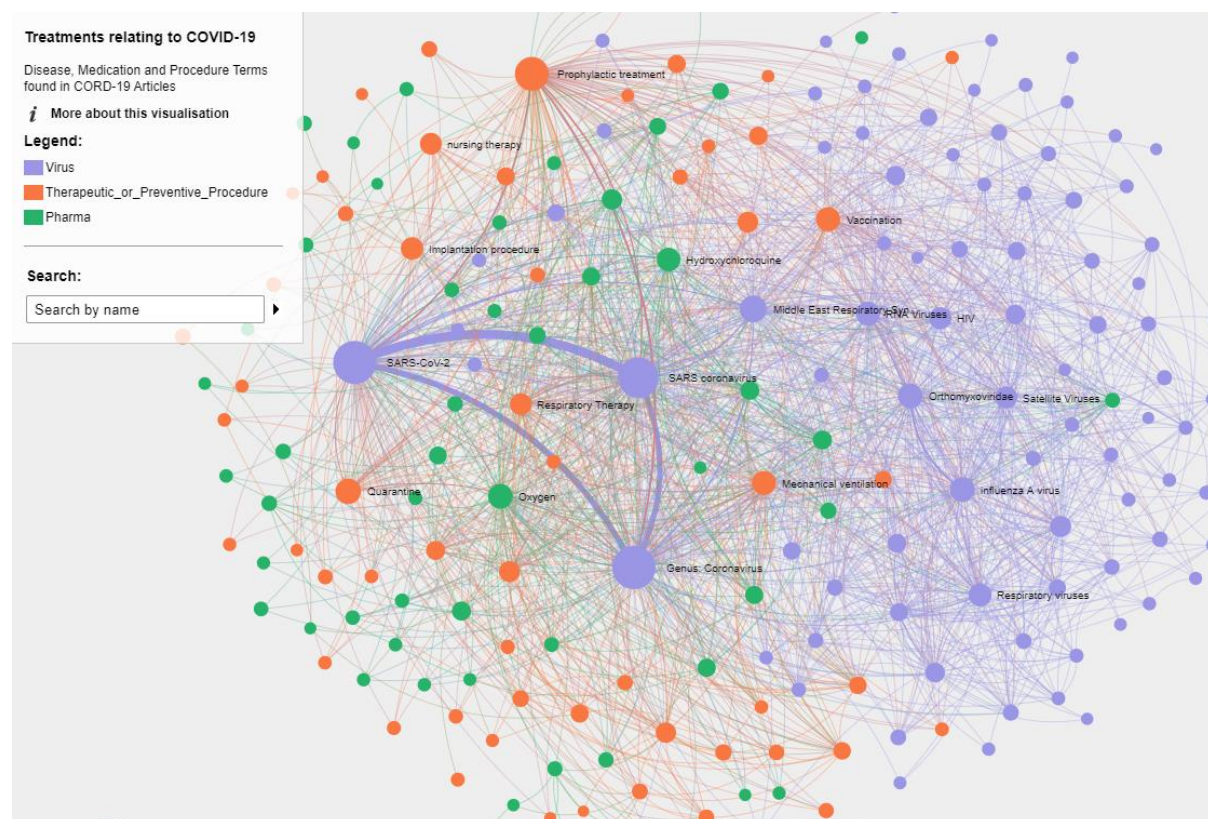 Treatments relating to COVID-19
Disease, Medication and Procedure Terms
found in CORD-19 Articles
i More about this visualisation
Legend:
Virus
Therapeutic_or_Preventive_Procedure
Pharma
Search:
Search by name
Prophylactic treatment
nursing therapy
Vaccination
Implantation procedure
Hydroxychloroquine
Middle East Respiratory Syn
RNA Viruses
HIV
SARS-CoV-2
SARS coronavirus
Orthomyxoviridae
Satellite Viruses
Respiratory Therapy
Mechanical ventilation
Quarantine
Oxygen
influenza A virus
Genus: Coronavirus
Respiratory viruses